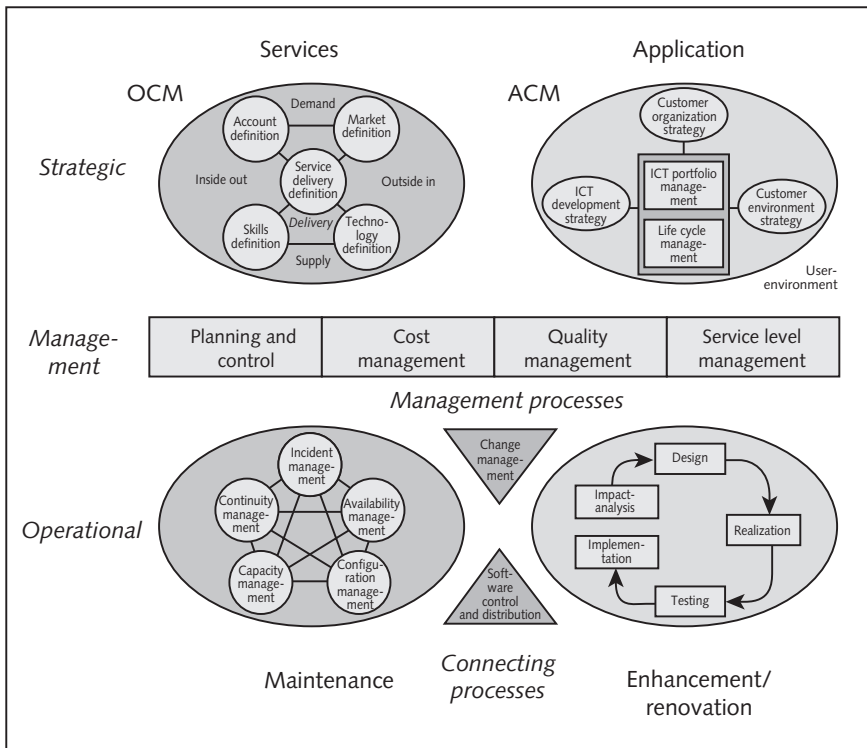 Services
Application
OCM
ACM
Strategic
Demand
Account
definition
Market
definition
Inside out
Service
delivery
definition
Outside in
Skills
definition
Delivery
Techno-
logy
definition
Supply
Customer
organization
strategy
ICT
development
strategy
ICT portfolio
manage-
ment
Life cycle
manage-
ment
Customer
environment
strategy
User-
environment
Manage-
ment
Planning and
control
Cost
management
Quality
management
Service level
management
Management processes
Operational
Incident
manage-
ment
Continuity
manage-
ment
Availability
manage-
ment
Capacity
manage-
ment
Configu-
ration
manage-
ment
Change
manage-
ment
Soft-
ware
control
and distribution
Impact-
analysis
Design
Realization
Testing
Implemen-
tation
Maintenance
Connecting
processes
Enhancement/
renovation